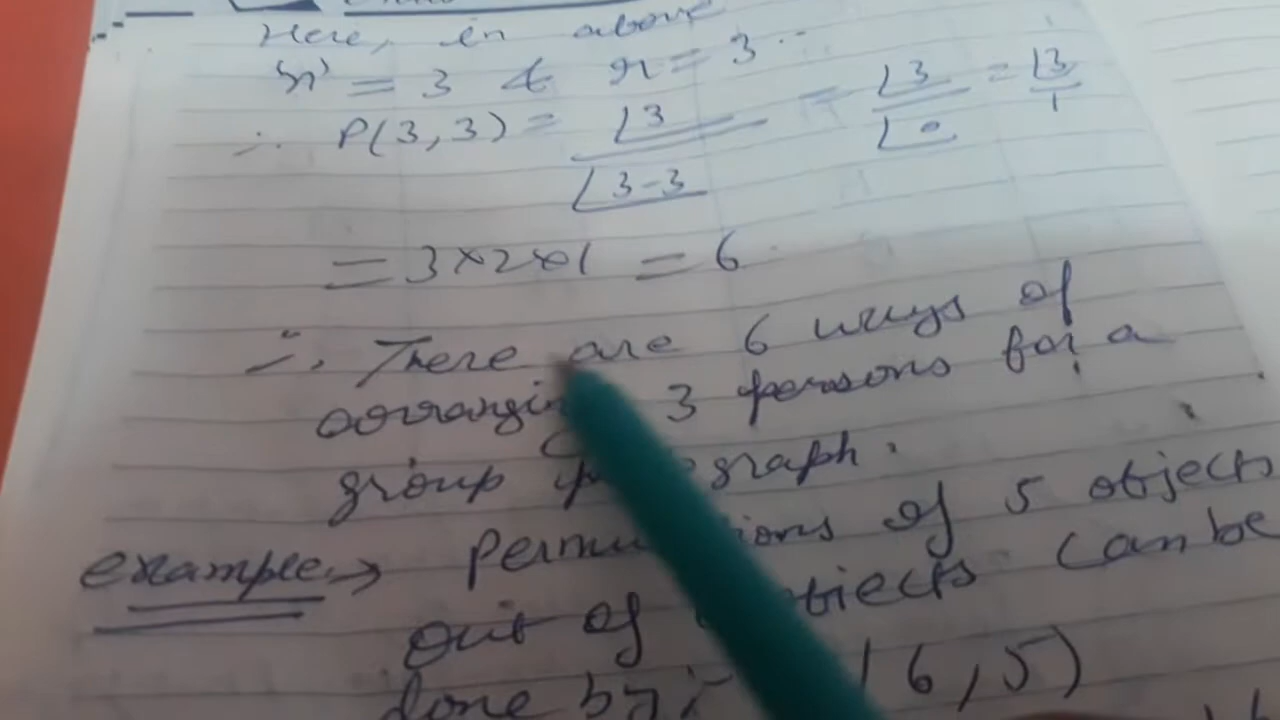 Here, in above
'n' = 3 & r = 3
∴ P(3,3) = ⌊3 / ⌊3-3 = ⌊3 / ⌊0 = ⌊3 / 1
= 3×2×1 = 6
∴ There are 6 ways of
arranging 3 persons for a
group graph.
example → Permutations of 5 objects
out of objects can be
done by :- (6,5)